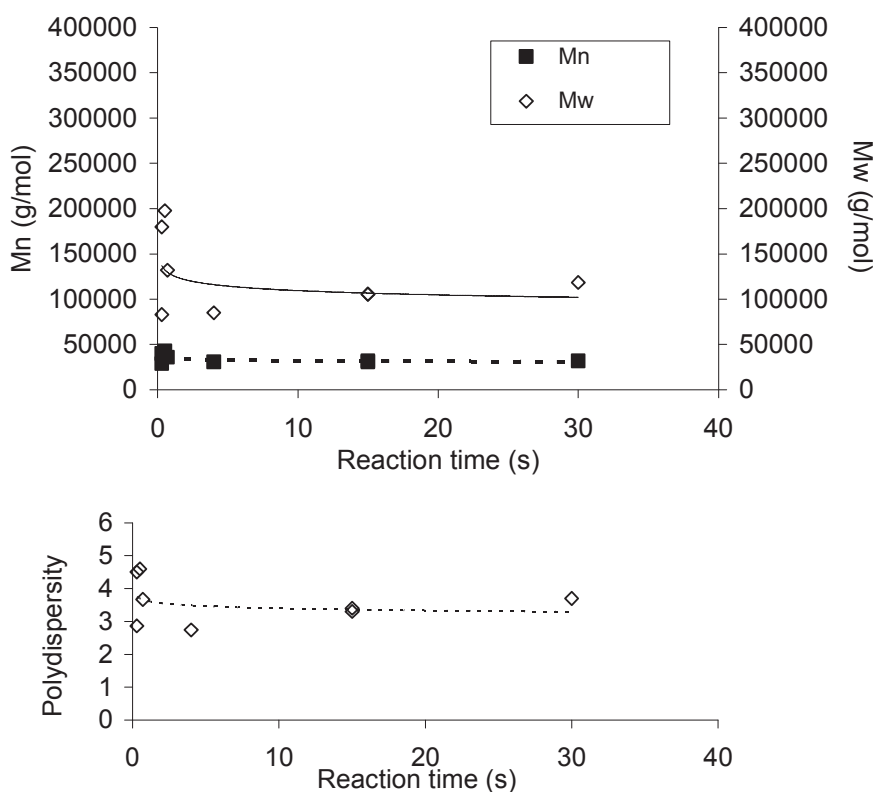 400000 400000
350000 Mn 350000
300000 Mw 300000
250000 250000
200000 200000
150000 150000
100000 100000
50000 50000
0 0
Mn (g/mol)
Mw (g/mol)
0 10 20 30 40
Reaction time (s)
6
5
4
3
2
1
0
Polydispersity
0 10 20 30 40
Reaction time (s)